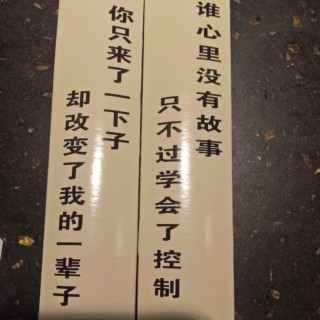 谁心里没有故事
只不过学会了控制
你只来了一下子
却改变了我的一辈子